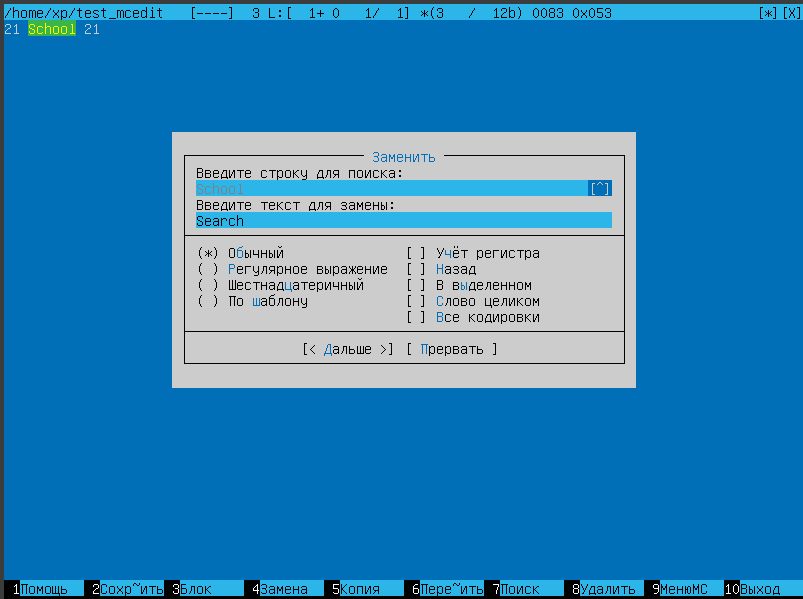 /home/xp/test_mcedit [----] 3 L:[ 1+ 0 1/ 1] *(3 / 12b) 0083 0x053 [*][X]
21 School 21
Заменить
Введите строку для поиска:
School [^]
Введите текст для замены:
Search
(*) Обычный [ ] Учёт регистра
( ) Регулярное выражение [ ] Назад
( ) Шестнадцатеричный [ ] В выделенном
( ) По шаблону [ ] Слово целиком
[ ] Все кодировки
[< Дальше >] [ Прервать ]
1Помощь 2Сохр~ить 3Блок 4Замена 5Копия 6Пере~ить 7Поиск 8Удалить 9МенюMC 10Выход